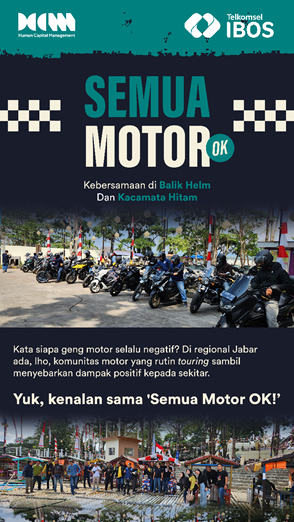 HCM
Human Capital Management
Telkomsel
IBOS
SEMUA
MOTOR OK
Kebersamaan di Balik Helm
Dan Kacamata Hitam
Kata siapa geng motor selalu negatif? Di regional Jabar
ada, lho, komunitas motor yang rutin touring sambil
menyebarkan dampak positif kepada sekitar.
Yuk, kenalan sama 'Semua Motor OK!'